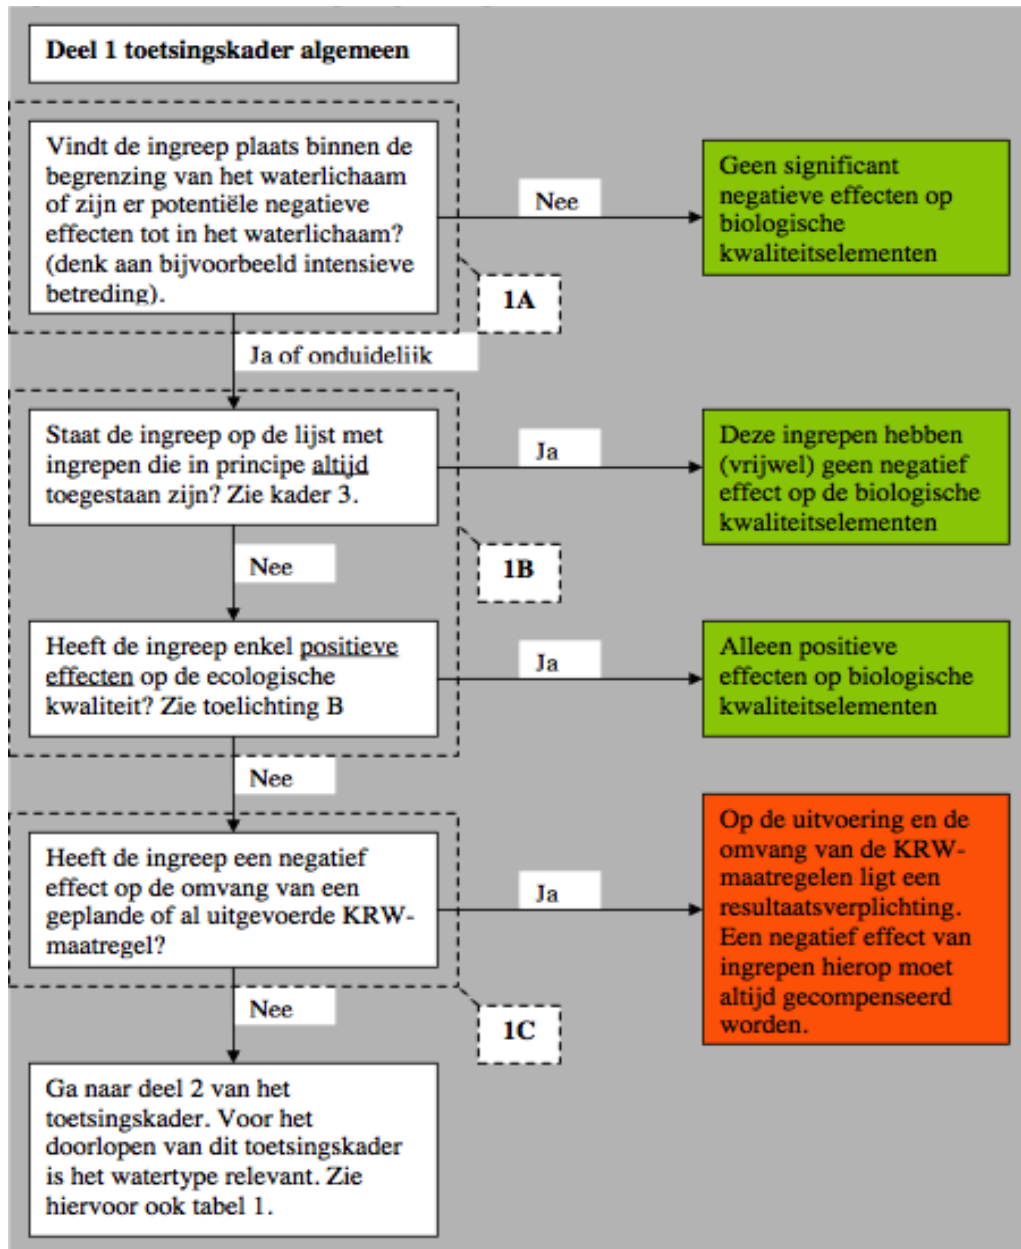 Deel 1 toetsingskader algemeen
Vindt de ingreep plaats binnen de
begrenzing van het waterlichaam
of zijn er potentiële negatieve
effecten tot in het waterlichaam?
(denk aan bijvoorbeeld intensieve
betreding).
Nee
Geen significant
negatieve effecten op
biologische
kwaliteitselementen
1A
Ja of onduidelijk
Staat de ingreep op de lijst met
ingrepen die in principe altijd
toegestaan zijn? Zie kader 3.
Ja
Deze ingrepen hebben
(vrijwel) geen negatief
effect op de biologische
kwaliteitselementen
1B
Nee
Heeft de ingreep enkel positieve
effecten op de ecologische
kwaliteit? Zie toelichting B
Ja
Alleen positieve
effecten op biologische
kwaliteitselementen
Nee
Heeft de ingreep een negatief
effect op de omvang van een
geplande of al uitgevoerde KRW-
maatregel?
Ja
Op de uitvoering en de
omvang van de KRW-
maatregelen ligt een
resultaatsverplichting.
Een negatief effect van
ingrepen hierop moet
altijd gecompenseerd
worden.
1C
Nee
Ga naar deel 2 van het
toetsingskader. Voor het
doorlopen van dit toetsingskader
is het watertype relevant. Zie
hiervoor ook tabel 1.